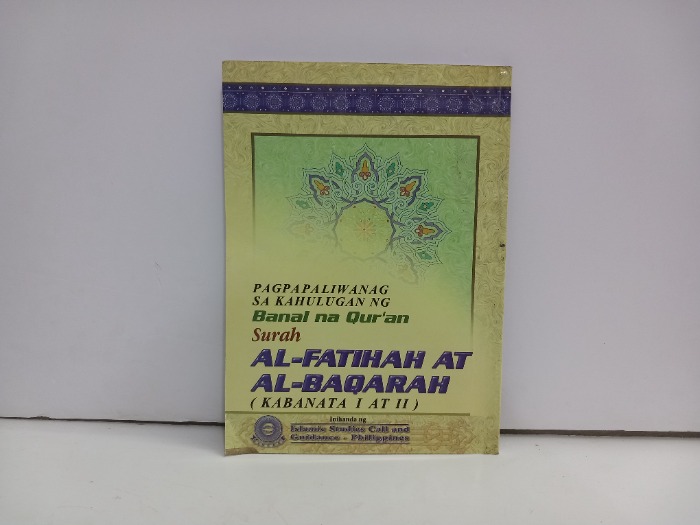 PAGPAPALIWANAG
SA KAHULUGAN NG
Banal na Qur'an
Surah
AL-FATIHAH AT
AL-BAQARAH
( KABANATA I AT II )
Inihanda ng
Islamic Studies Call and
Guidance - Philippines